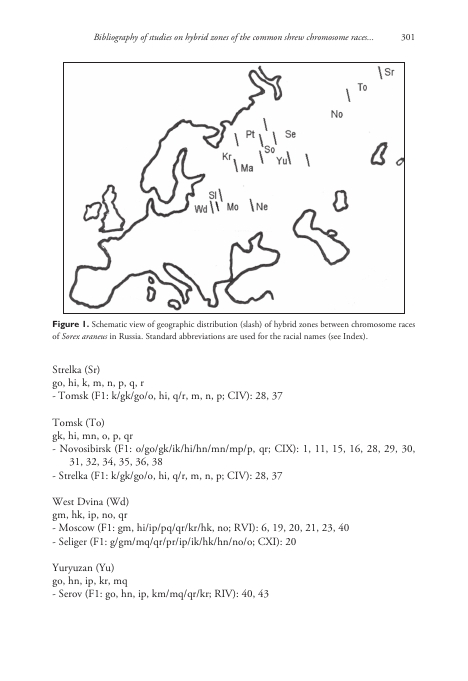 Bibliography of studies on hybrid zones of the common shrew chromosome races... 301
Sr
To
No
Pt
Se
So
Kr
Yu
Ma
Sl
Wd
Mo
Ne
Figure 1. Schematic view of geographic distribution (slash) of hybrid zones between chromosome races
of Sorex araneus in Russia. Standard abbreviations are used for the racial names (see Index).
Strelka (Sr)
go, hi, k, m, n, p, q, r
- Tomsk (F1: k/gk/go/o, hi, q/r, m, n, p; CIV): 28, 37
Tomsk (To)
gk, hi, mn, o, p, qr
- Novosibirsk (F1: o/go/gk/ik/hi/hn/mn/mp/p, qr; CIX): 1, 11, 15, 16, 28, 29, 30,
31, 32, 34, 35, 36, 38
- Strelka (F1: k/gk/go/o, hi, q/r, m, n, p; CIV): 28, 37
West Dvina (Wd)
gm, hk, ip, no, qr
- Moscow (F1: gm, hi/ip/pq/qr/kr/hk, no; RVI): 6, 19, 20, 21, 23, 40
- Seliger (F1: g/gm/mq/qr/pr/ip/ik/hk/hn/no/o; CXI): 20
Yuryuzan (Yu)
go, hn, ip, kr, mq
- Serov (F1: go, hn, ip, km/mq/qr/kr; RIV): 40, 43